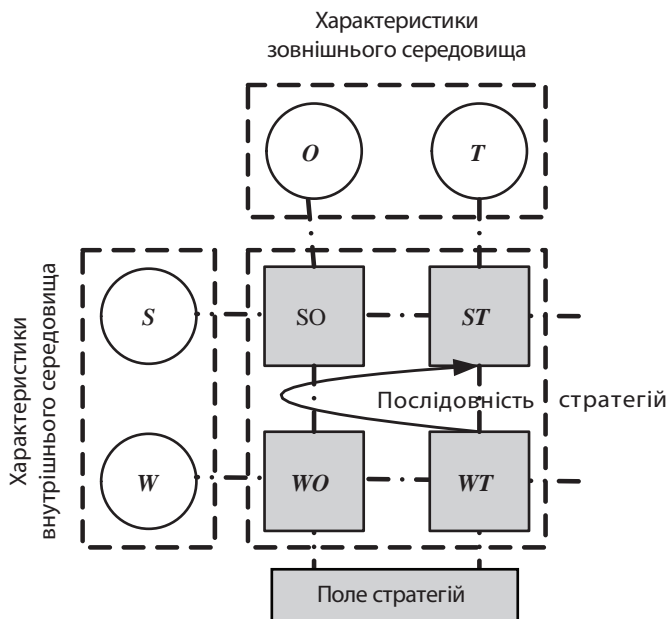 Характеристики
зовнішнього середовища
O
T
Характеристики
внутрішнього середовища
S
SO
ST
Послідовність стратегій
W
WO
WT
Поле стратегій